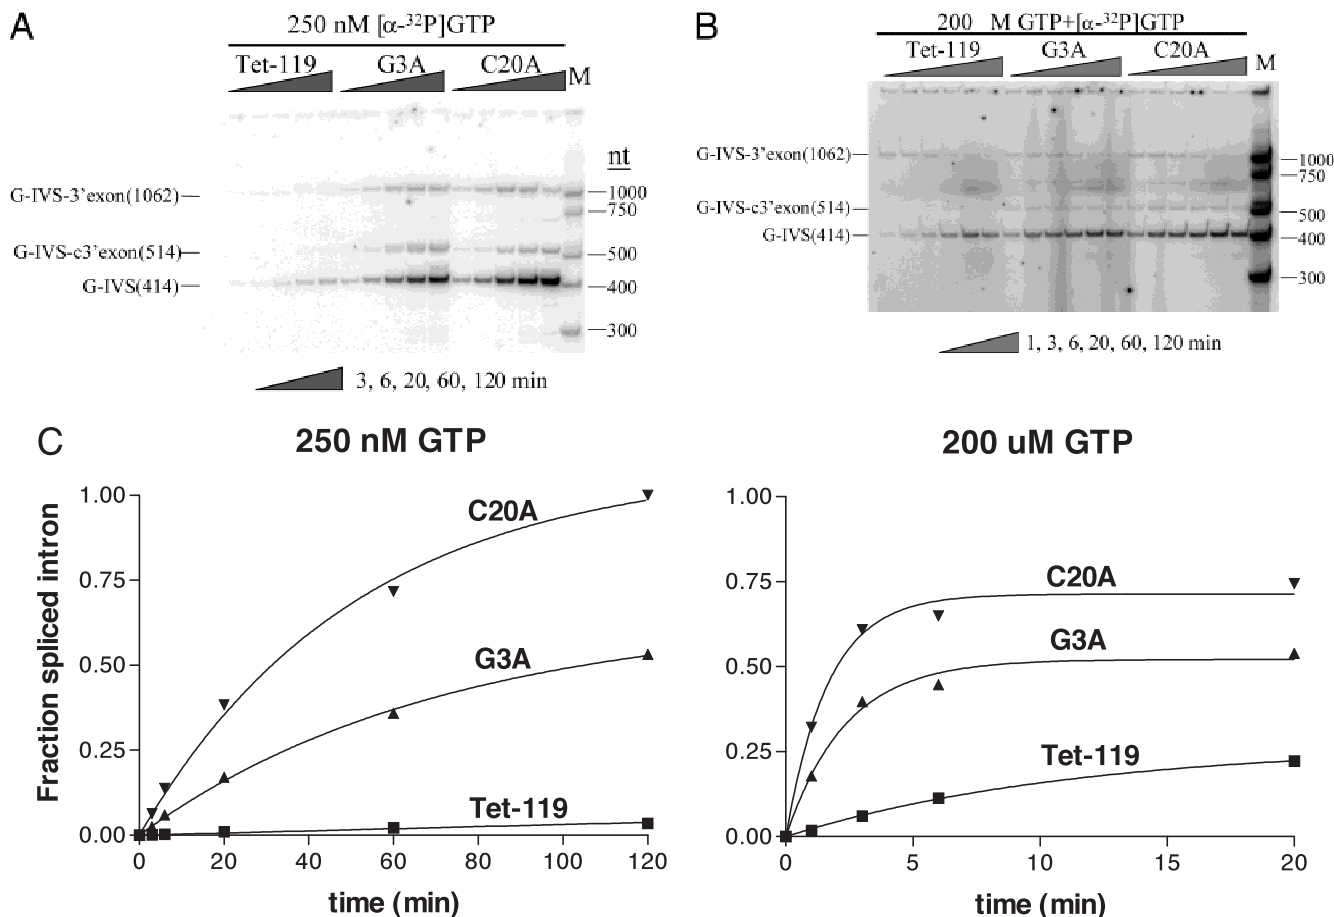 A
250 nM [α-³²P]GTP
Tet-119 G3A C20A M
nt
G-IVS-3'exon(1062)
1000
750
G-IVS-c3'exon(514)
500
G-IVS(414)
400
300
3, 6, 20, 60, 120 min
B
200 M GTP+[α-³²P]GTP
Tet-119 G3A C20A M
G-IVS-3'exon(1062)
1000
750
G-IVS-c3'exon(514)
500
G-IVS(414)
400
300
1, 3, 6, 20, 60, 120 min
C
250 nM GTP
Fraction spliced intron
1.00
0.75
0.50
0.25
0.00
C20A
G3A
Tet-119
0 20 40 60 80 100 120
time (min)
200 uM GTP
1.00
0.75
0.50
0.25
0.00
C20A
G3A
Tet-119
0 5 10 15 20
time (min)